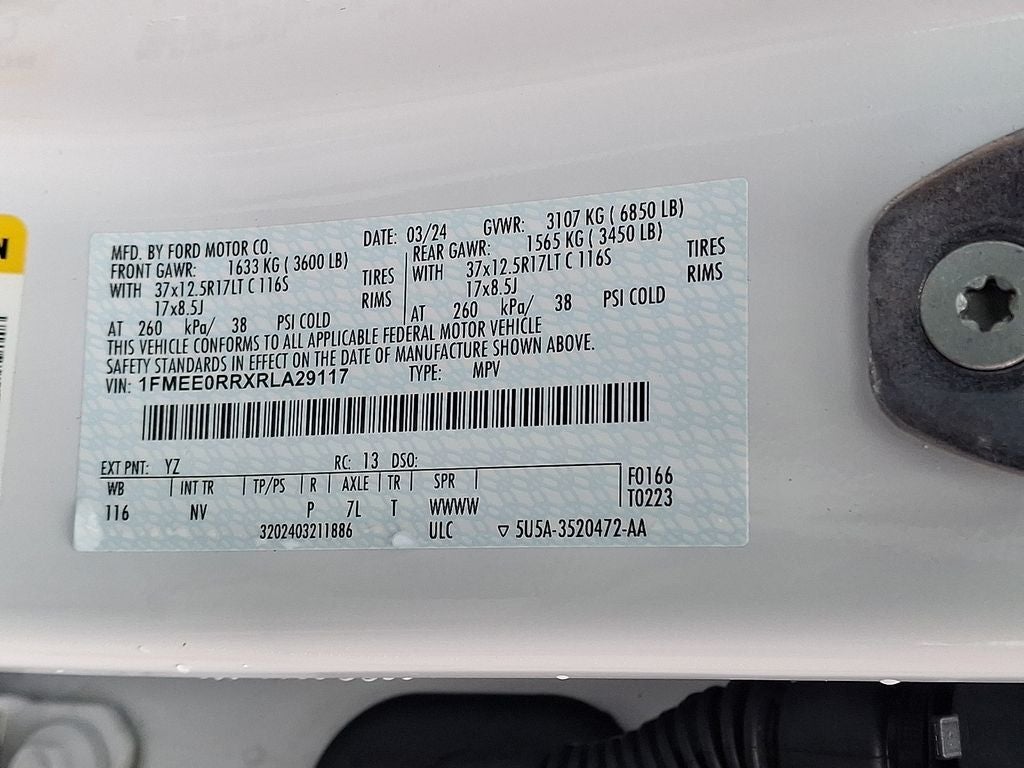 MFD. BY FORD MOTOR CO. DATE: 03/24 GVWR: 3107 KG ( 6850 LB)
FRONT GAWR: 1633 KG ( 3600 LB) REAR GAWR: 1565 KG ( 3450 LB)
WITH 37x12.5R17LT C 116S TIRES WITH 37x12.5R17LT C 116S TIRES
17x8.5J RIMS 17x8.5J RIMS
AT 260 kPa/ 38 PSI COLD AT 260 kPa/ 38 PSI COLD
THIS VEHICLE CONFORMS TO ALL APPLICABLE FEDERAL MOTOR VEHICLE
SAFETY STANDARDS IN EFFECT ON THE DATE OF MANUFACTURE SHOWN ABOVE.
VIN: 1FMEE0RRXRLA29117 TYPE: MPV
EXT PNT: YZ RC: 13 DSO:
WB INT TR TP/PS R AXLE TR SPR F0166
116 NV P 7L T WWWW T0223
3202403211886 ULC ▽ 5U5A-3520472-AA
N